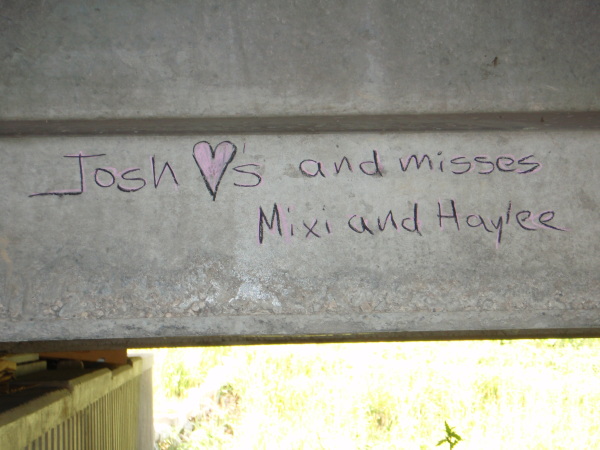 Josh ♥'s and misses
Mixi and Haylee